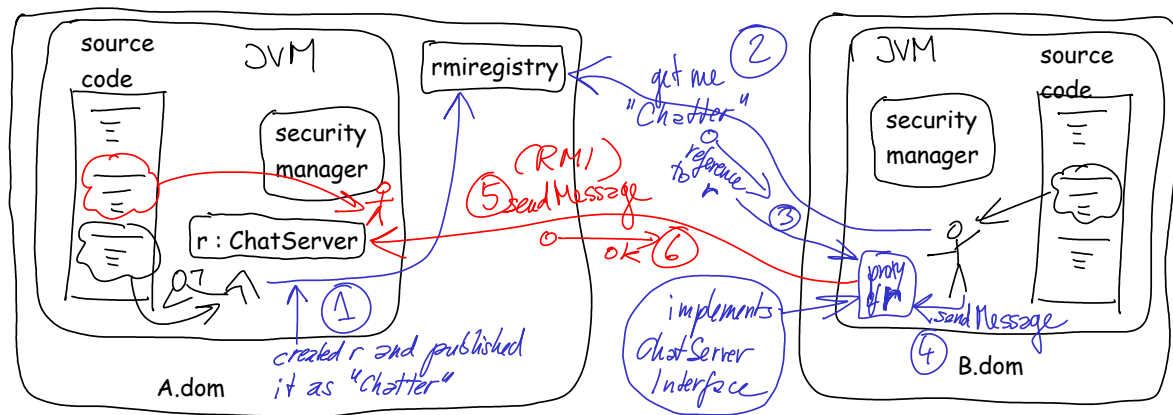 source
code
JVM
security
manager
r : ChatServer
rmiregistry
1
created r and published
it as "Chatter"
A.dom
2
get me
"Chatter"
reference
to r
3
(RMI)
5 sendMessage
ok 6
implements
ChatServer
Interface
JVM
source
code
security
manager
proxy
of r
sendMessage
4
B.dom